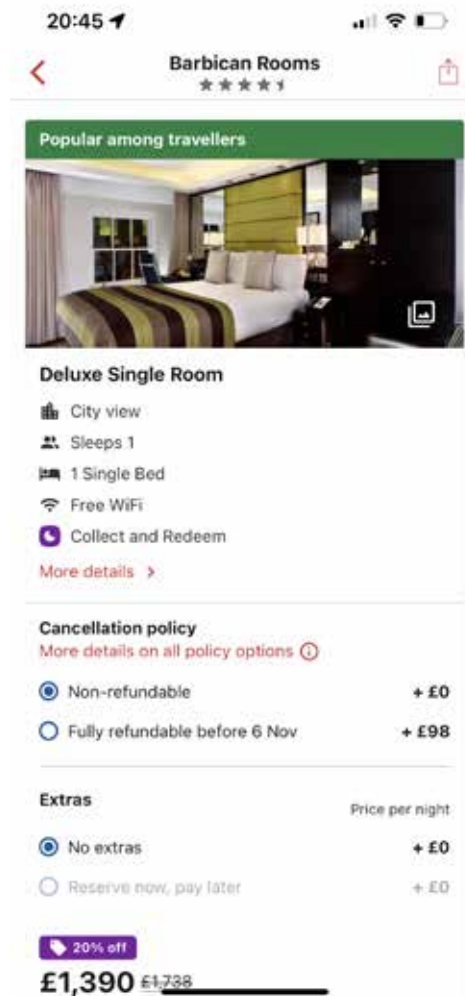 20:45
Barbican Rooms
Popular among travellers
Deluxe Single Room
City view
Sleeps 1
1 Single Bed
Free WiFi
Collect and Redeem
More details >
Cancellation policy
More details on all policy options
Non-refundable + £0
Fully refundable before 6 Nov + £98
Extras Price per night
No extras + £0
Reserve now, pay later + £0
20% off
£1,390 £1,738